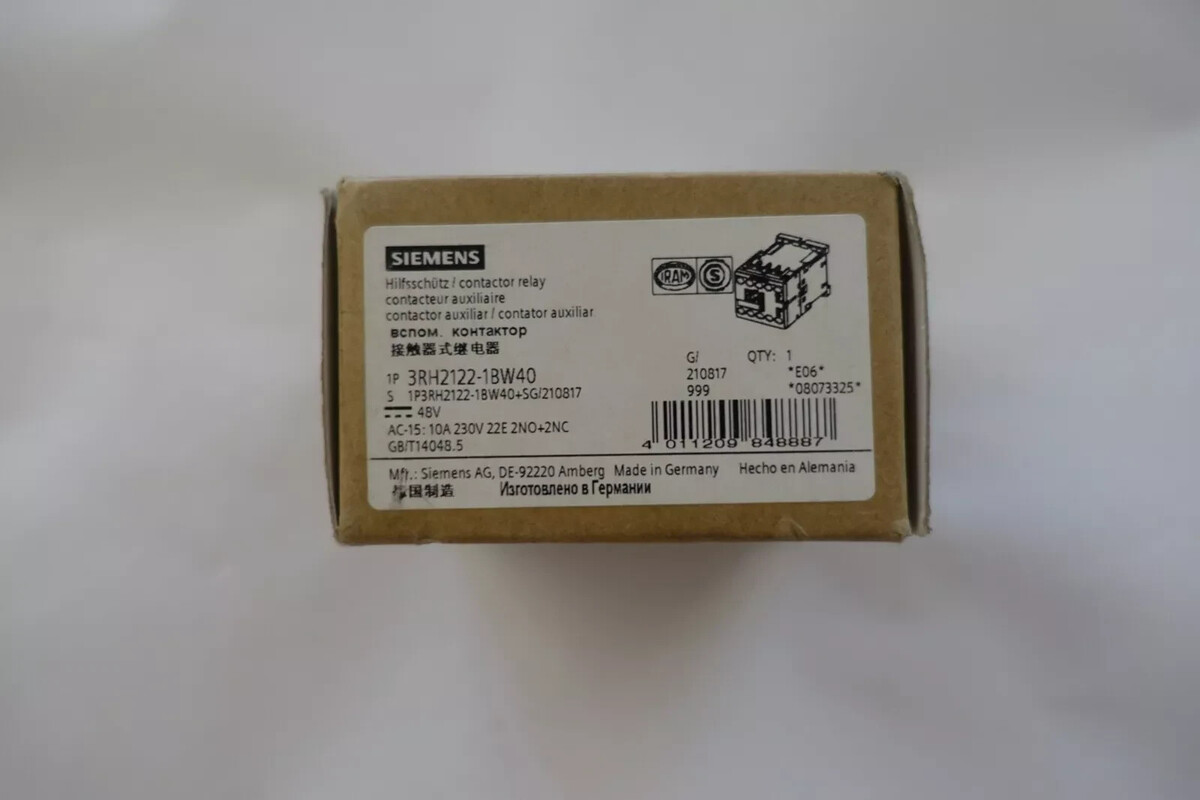 SIEMENS
Hilfsschütz / contactor relay
contacteur auxiliaire
contactor auxiliar / contator auxiliar
вспом. контактор
接触器式继电器
IRAM S
1P 3RH2122-1BW40
S 1P3RH2122-1BW40+SG/210817
48V
AC-15: 10A 230V 22E 2NO+2NC
GB/T14048.5
G/ QTY: 1
210817 *E06*
999 *08073325*
4 011209 848887
Mfr.: Siemens AG, DE-92220 Amberg Made in Germany Hecho en Alemania
德国制造 Изготовлено в Германии